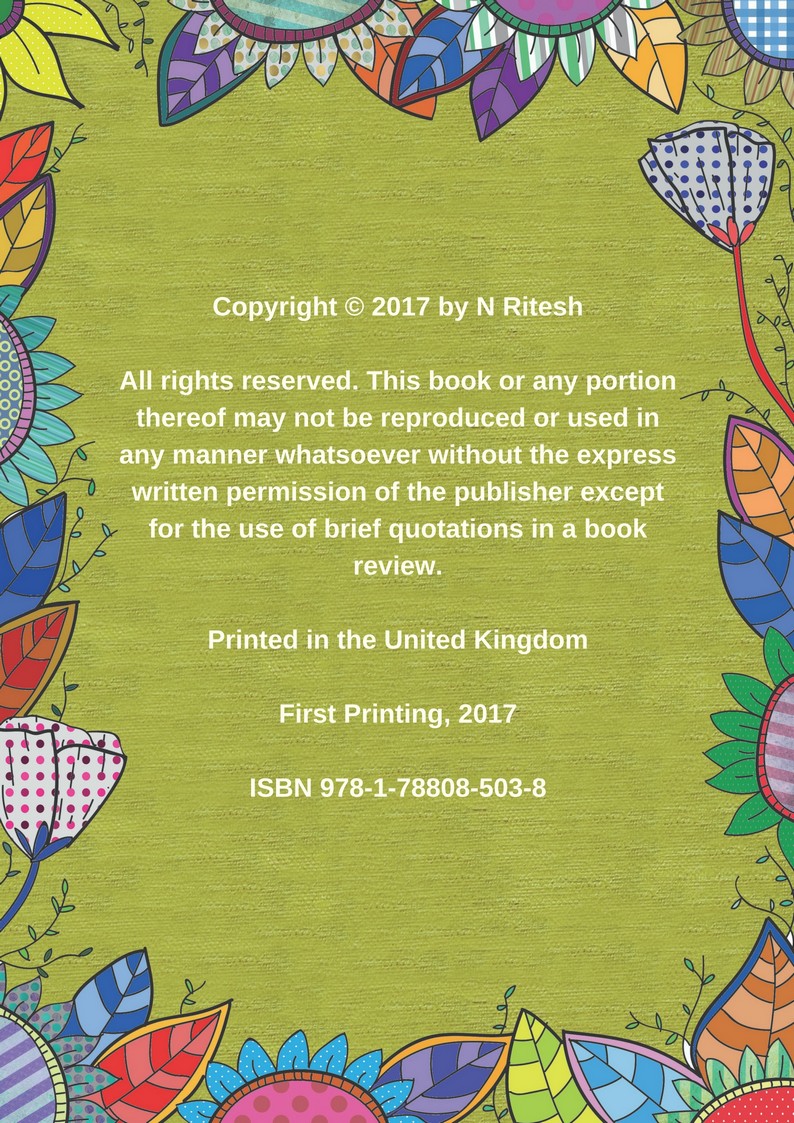 Copyright © 2017 by N Ritesh
All rights reserved. This book or any portion
thereof may not be reproduced or used in
any manner whatsoever without the express
written permission of the publisher except
for the use of brief quotations in a book
review.
Printed in the United Kingdom
First Printing, 2017
ISBN 978-1-78808-503-8